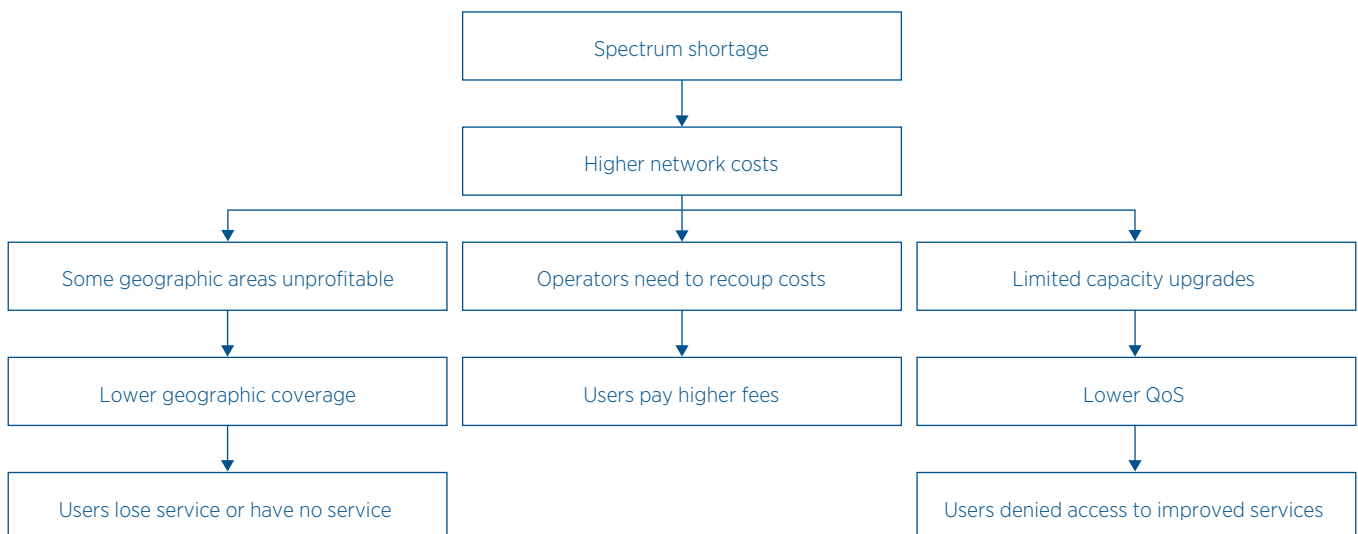 Spectrum shortage
Higher network costs
Some geographic areas unprofitable
Operators need to recoup costs
Limited capacity upgrades
Lower geographic coverage
Users pay higher fees
Lower QoS
Users lose service or have no service
Users denied access to improved services